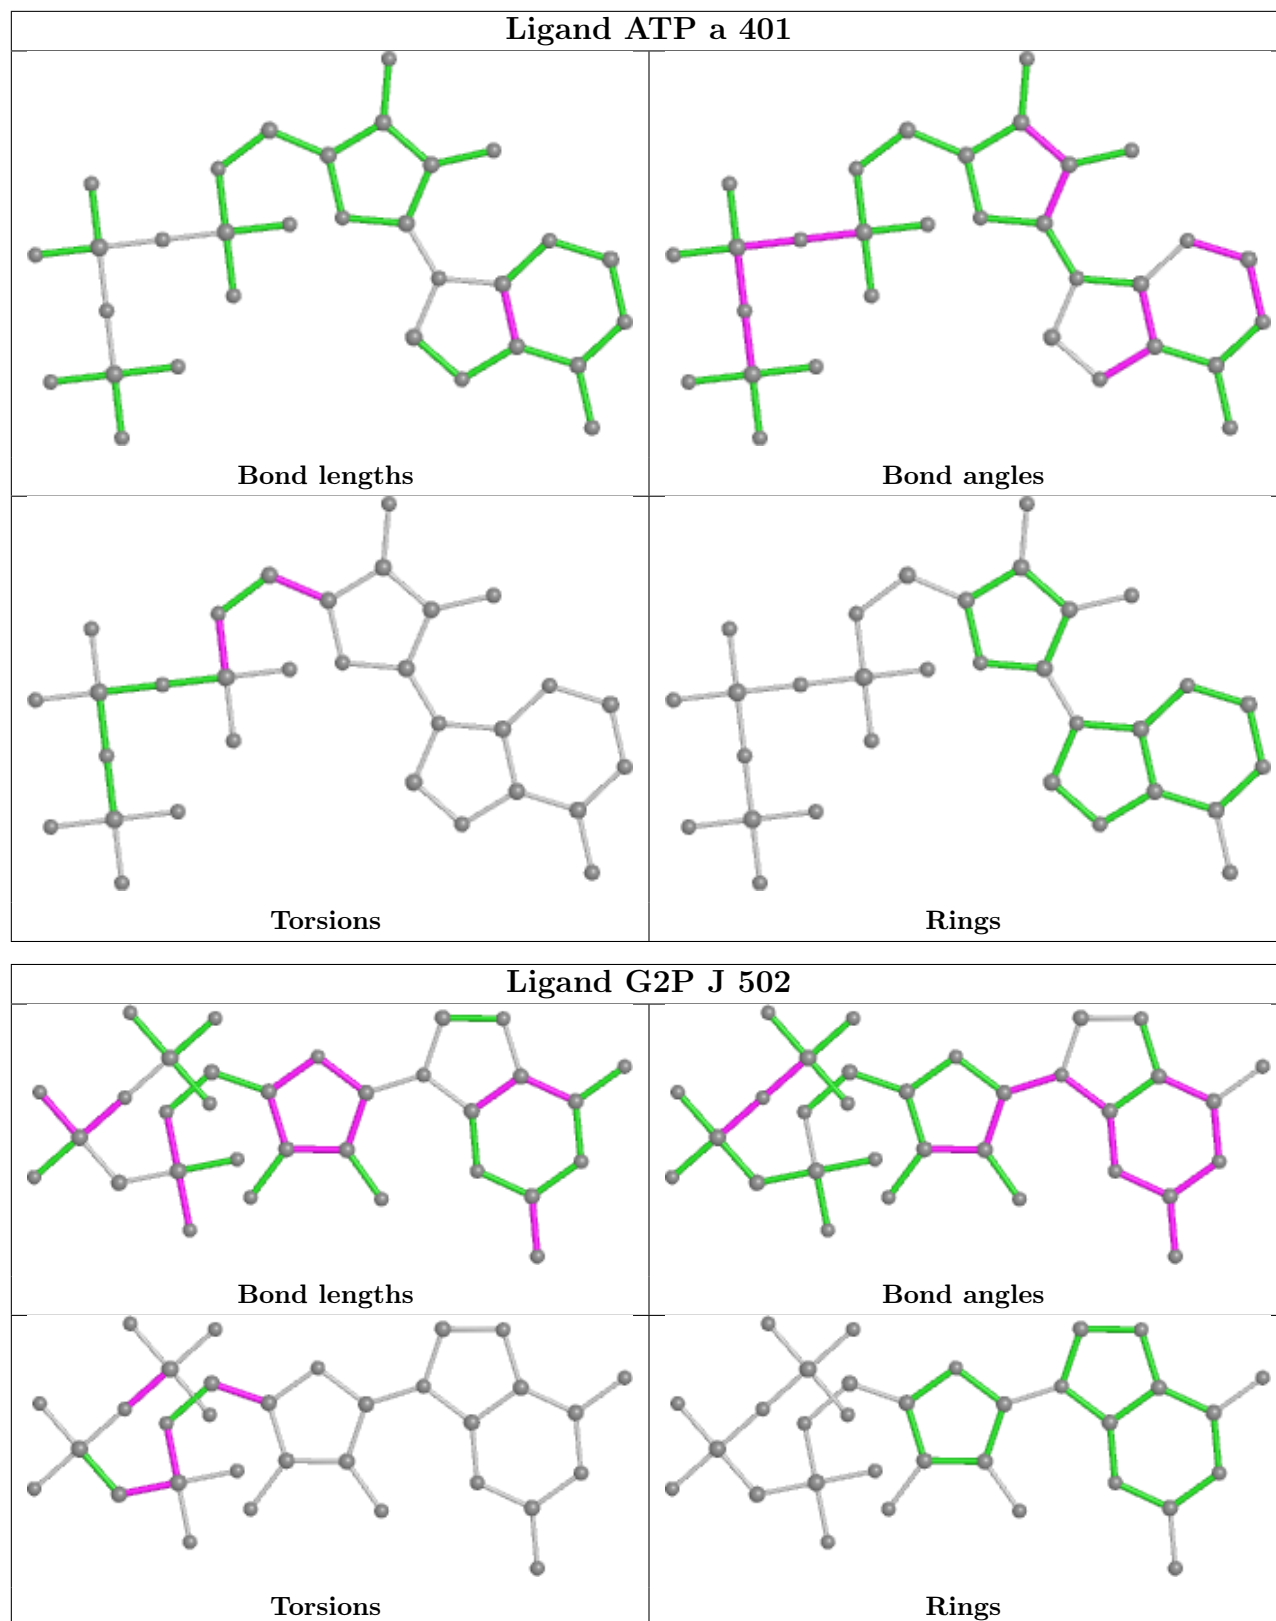 Ligand ATP a 401
Bond lengths
Bond angles
Torsions
Rings
Ligand G2P J 502
Bond lengths
Bond angles
Torsions
Rings